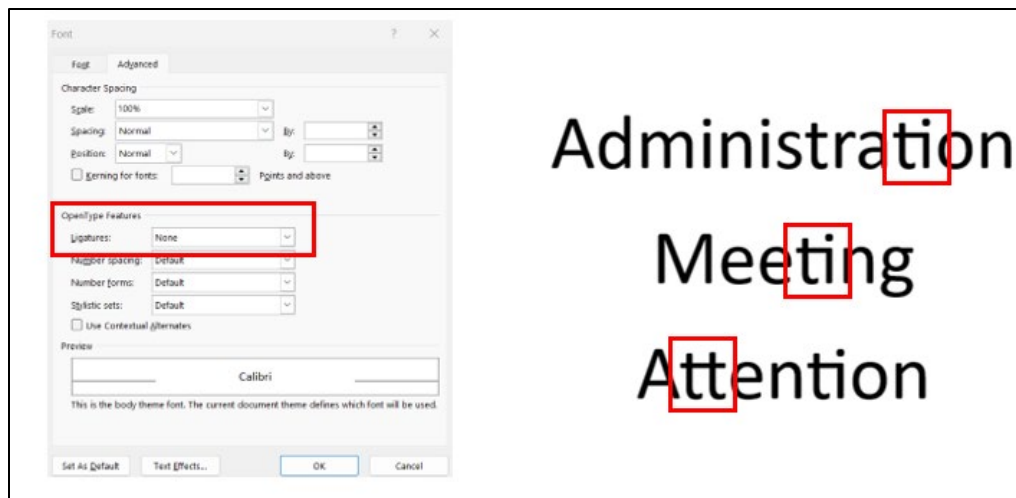 Font ? ×
Font Advanced
Character Spacing
Scale: 100%
Spacing: Normal By:
Position: Normal By:
Kerning for fonts: Points and above
OpenType Features
Ligatures: None
Number spacing: Default
Number forms: Default
Stylistic sets: Default
Use Contextual Alternates
Preview
Calibri
This is the body theme font. The current document theme defines which font will be used.
Set As Default Text Effects... OK Cancel
Administration
Meeting
Attention